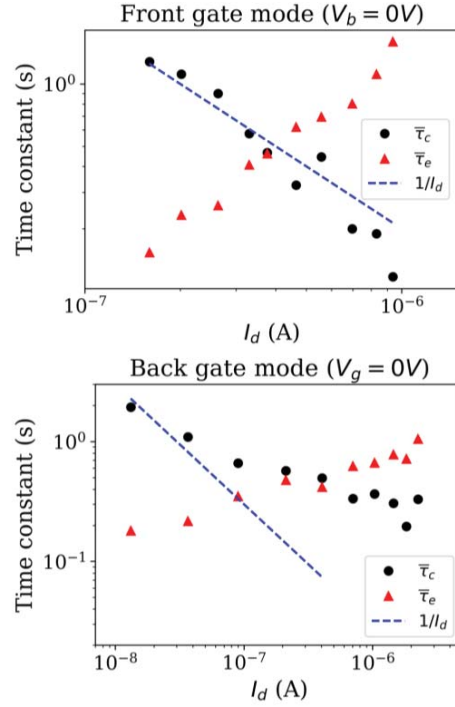 Front gate mode (V_b = 0V)
Time constant (s)
10^0
τ̅_c
τ̅_e
1/I_d
10^-7
10^-6
I_d (A)
Back gate mode (V_g = 0V)
Time constant (s)
10^0
10^-1
τ̅_c
τ̅_e
1/I_d
10^-8
10^-7
10^-6
I_d (A)